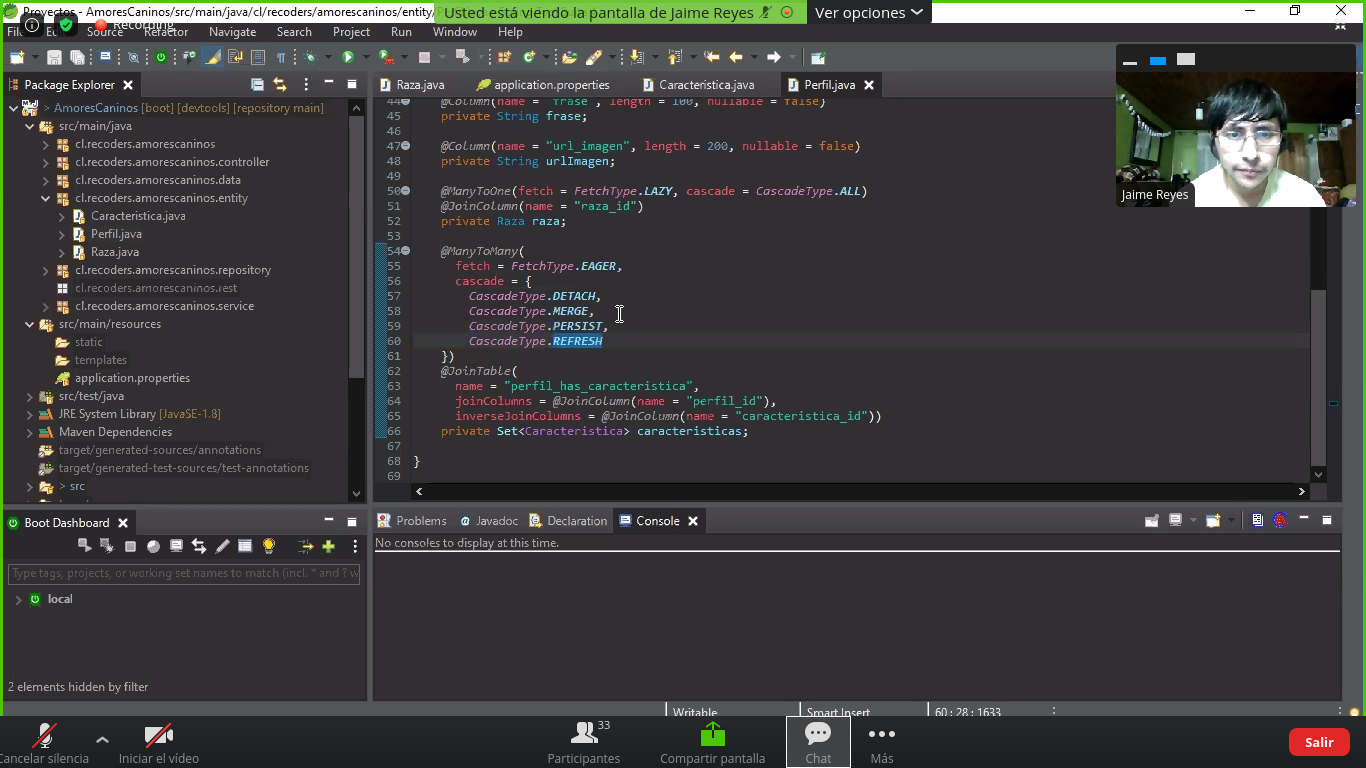 Proyectos - AmoresCaninos/src/main/java/cl/recoders/amorescaninos/entity/
Usted está viendo la pantalla de Jaime Reyes
Ver opciones
Recording
Source
Refactor
Navigate
Search
Project
Run
Window
Help
Package Explorer
> AmoresCaninos [boot] [devtools] [repository main]
src/main/java
cl.recoders.amorescaninos
cl.recoders.amorescaninos.controller
cl.recoders.amorescaninos.data
cl.recoders.amorescaninos.entity
Caracteristica.java
Perfil.java
Raza.java
cl.recoders.amorescaninos.repository
cl.recoders.amorescaninos.rest
cl.recoders.amorescaninos.service
src/main/resources
static
templates
application.properties
src/test/java
JRE System Library [JavaSE-1.8]
Maven Dependencies
target/generated-sources/annotations
target/generated-test-sources/test-annotations
> src
Raza.java
application.properties
Caracteristica.java
Perfil.java
44 @Column(name = "frase", length = 100, nullable = false)
45 private String frase;
46
47 @Column(name = "url_imagen", length = 200, nullable = false)
48 private String urlImagen;
49
50 @ManyToOne(fetch = FetchType.LAZY, cascade = CascadeType.ALL)
51 @JoinColumn(name = "raza_id")
52 private Raza raza;
53
54 @ManyToMany(
55 fetch = FetchType.EAGER,
56 cascade = {
57 CascadeType.DETACH,
58 CascadeType.MERGE,
59 CascadeType.PERSIST,
60 CascadeType.REFRESH
61 })
62 @JoinTable(
63 name = "perfil_has_caracteristica",
64 joinColumns = @JoinColumn(name = "perfil_id"),
65 inverseJoinColumns = @JoinColumn(name = "caracteristica_id"))
66 private Set<Caracteristica> caracteristicas;
67
68 }
69
Jaime Reyes
Boot Dashboard
Type tags, projects, or working set names to match (incl. * and ? w
local
2 elements hidden by filter
Problems
Javadoc
Declaration
Console
No consoles to display at this time.
Writable
Smart Insert
60 : 28 : 1633
Cancelar silencia
Iniciar el vídeo
33
Participantes
Compartir pantalla
Chat
Más
Salir